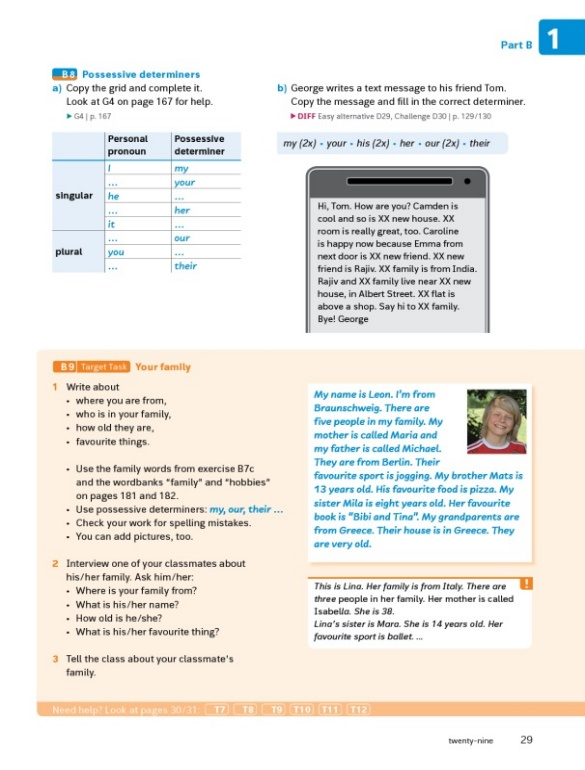 Part B 1
B8 Possessive determiners
a) Copy the grid and complete it.
Look at G4 on page 167 for help.
▶ G4 | p. 167
Personal pronoun Possessive determiner
singular
I my
... your
he ...
... her
it ...
plural
... our
you ...
... their
b) George writes a text message to his friend Tom.
Copy the message and fill in the correct determiner.
▶ DIFF Easy alternative D29, Challenge D30 | p. 129/130
my (2x) • your • his (2x) • her • our (2x) • their
Hi, Tom. How are you? Camden is
cool and so is XX new house. XX
room is really great, too. Caroline
is happy now because Emma from
next door is XX new friend. XX new
friend is Rajiv. XX family is from India.
Rajiv and XX family live near XX new
house, in Albert Street. XX flat is
above a shop. Say hi to XX family.
Bye! George
B9 Target Task Your family
1 Write about
• where you are from,
• who is in your family,
• how old they are,
• favourite things.
• Use the family words from exercise B7c
and the wordbanks "family" and "hobbies"
on pages 181 and 182.
• Use possessive determiners: my, our, their ...
• Check your work for spelling mistakes.
• You can add pictures, too.
2 Interview one of your classmates about
his/her family. Ask him/her:
• Where is your family from?
• What is his/her name?
• How old is he/she?
• What is his/her favourite thing?
3 Tell the class about your classmate's
family.
My name is Leon. I'm from
Braunschweig. There are
five people in my family. My
mother is called Maria and
my father is called Michael.
They are from Berlin. Their
favourite sport is jogging. My brother Mats is
13 years old. His favourite food is pizza. My
sister Mila is eight years old. Her favourite
book is "Bibi and Tina". My grandparents are
from Greece. Their house is in Greece. They
are very old.
!
This is Lina. Her family is from Italy. There are
three people in her family. Her mother is called
Isabella. She is 38.
Lina's sister is Mara. She is 14 years old. Her
favourite sport is ballet. ...
Need help? Look at pages 30/31: T7 T8 T9 T10 T11 T12
twenty-nine 29